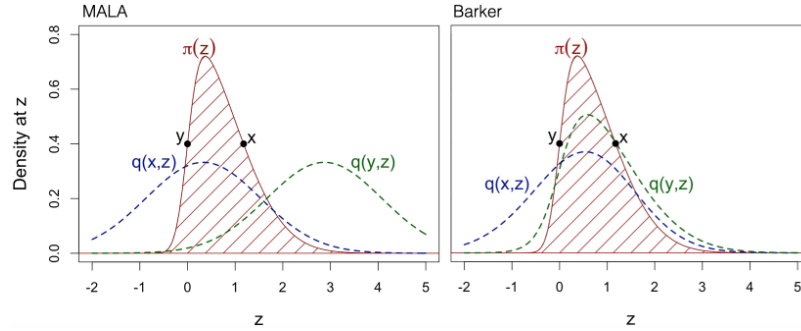 MALA
Barker
Density at z
0.8
0.6
0.4
0.2
0.0
π(z)
y
x
q(x,z)
q(y,z)
-2 -1 0 1 2 3 4 5
z
π(z)
y
x
q(x,z)
q(y,z)
-2 -1 0 1 2 3 4 5
z